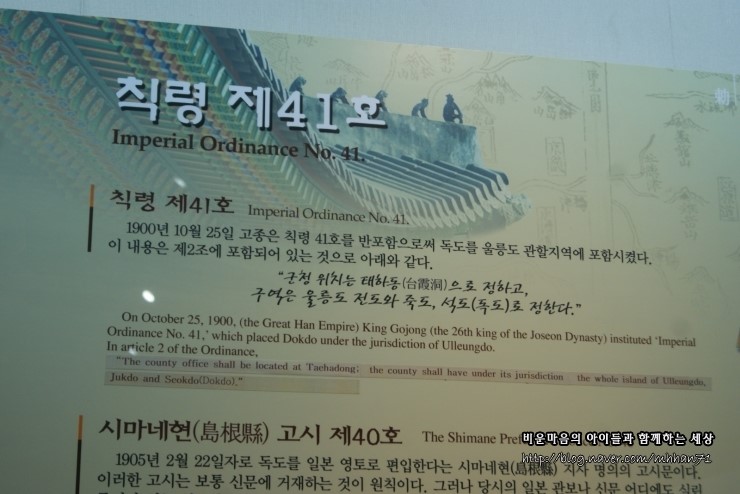 칙령 제41호
Imperial Ordinance No. 41.
칙령 제41호 Imperial Ordinance No. 41.
1900년 10월 25일 고종은 칙령 41호를 반포함으로써 독도를 울릉도 관할지역에 포함시켰다.
이 내용은 제2조에 포함되어 있는 것으로 아래와 같다.
"군청 위치는 태하동(台霞洞)으로 정하고,
구역은 울릉도 전도와 죽도, 석도(독도)로 정한다."
On October 25, 1900, (the Great Han Empire) King Gojong (the 26th king of the Joseon Dynasty) instituted 'Imperial
Ordinance No. 41,' which placed Dokdo under the jurisdiction of Ulleungdo.
In article 2 of the Ordinance,
"The county office shall be located at Taehadong; the county shall have under its jurisdiction the whole island of Ulleungdo,
Jukdo and Seokdo(Dokdo)."
시마네현(島根縣) 고시 제40호 The Shimane Pref
비운마음의 아이들과 함께하는 세상
http://blog.naver.com/mhhan71
1905년 2월 22일자로 독도를 일본 영토로 편입한다는 시마네현(島根縣) 지사 명의의 고시문이다.
이러한 고시는 보통 신문에 거재하는 것이 원칙이다. 그러나 당시의 일본 관보나 신문 어디에도 실린